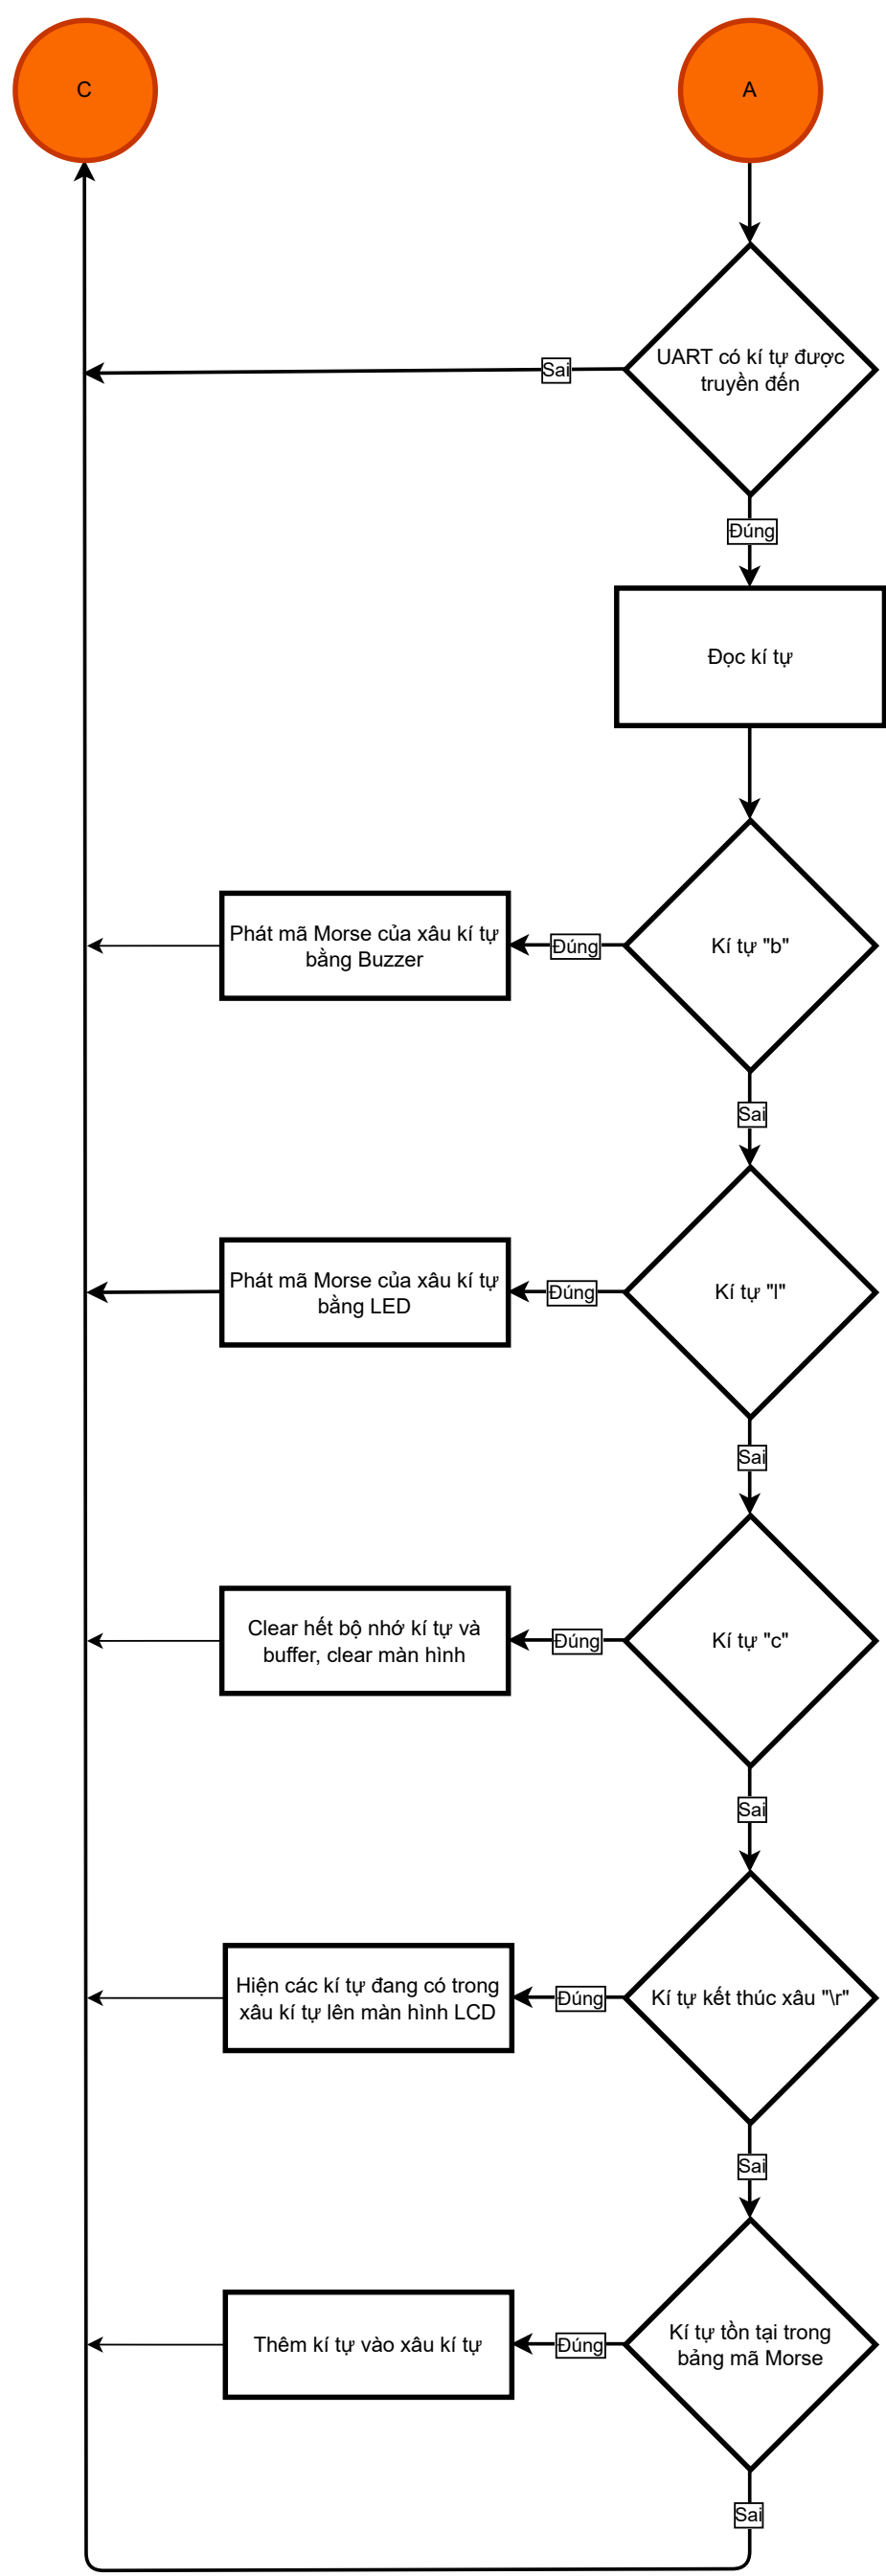 C
A
UART có kí tự được
truyền đến
Sai
Đúng
Đọc kí tự
Kí tự "b"
Đúng
Phát mã Morse của xâu kí tự
bằng Buzzer
Sai
Kí tự "l"
Đúng
Phát mã Morse của xâu kí tự
bằng LED
Sai
Kí tự "c"
Đúng
Clear hết bộ nhớ kí tự và
buffer, clear màn hình
Sai
Kí tự kết thúc xâu "\r"
Đúng
Hiện các kí tự đang có trong
xâu kí tự lên màn hình LCD
Sai
Kí tự tồn tại trong
bảng mã Morse
Đúng
Thêm kí tự vào xâu kí tự
Sai